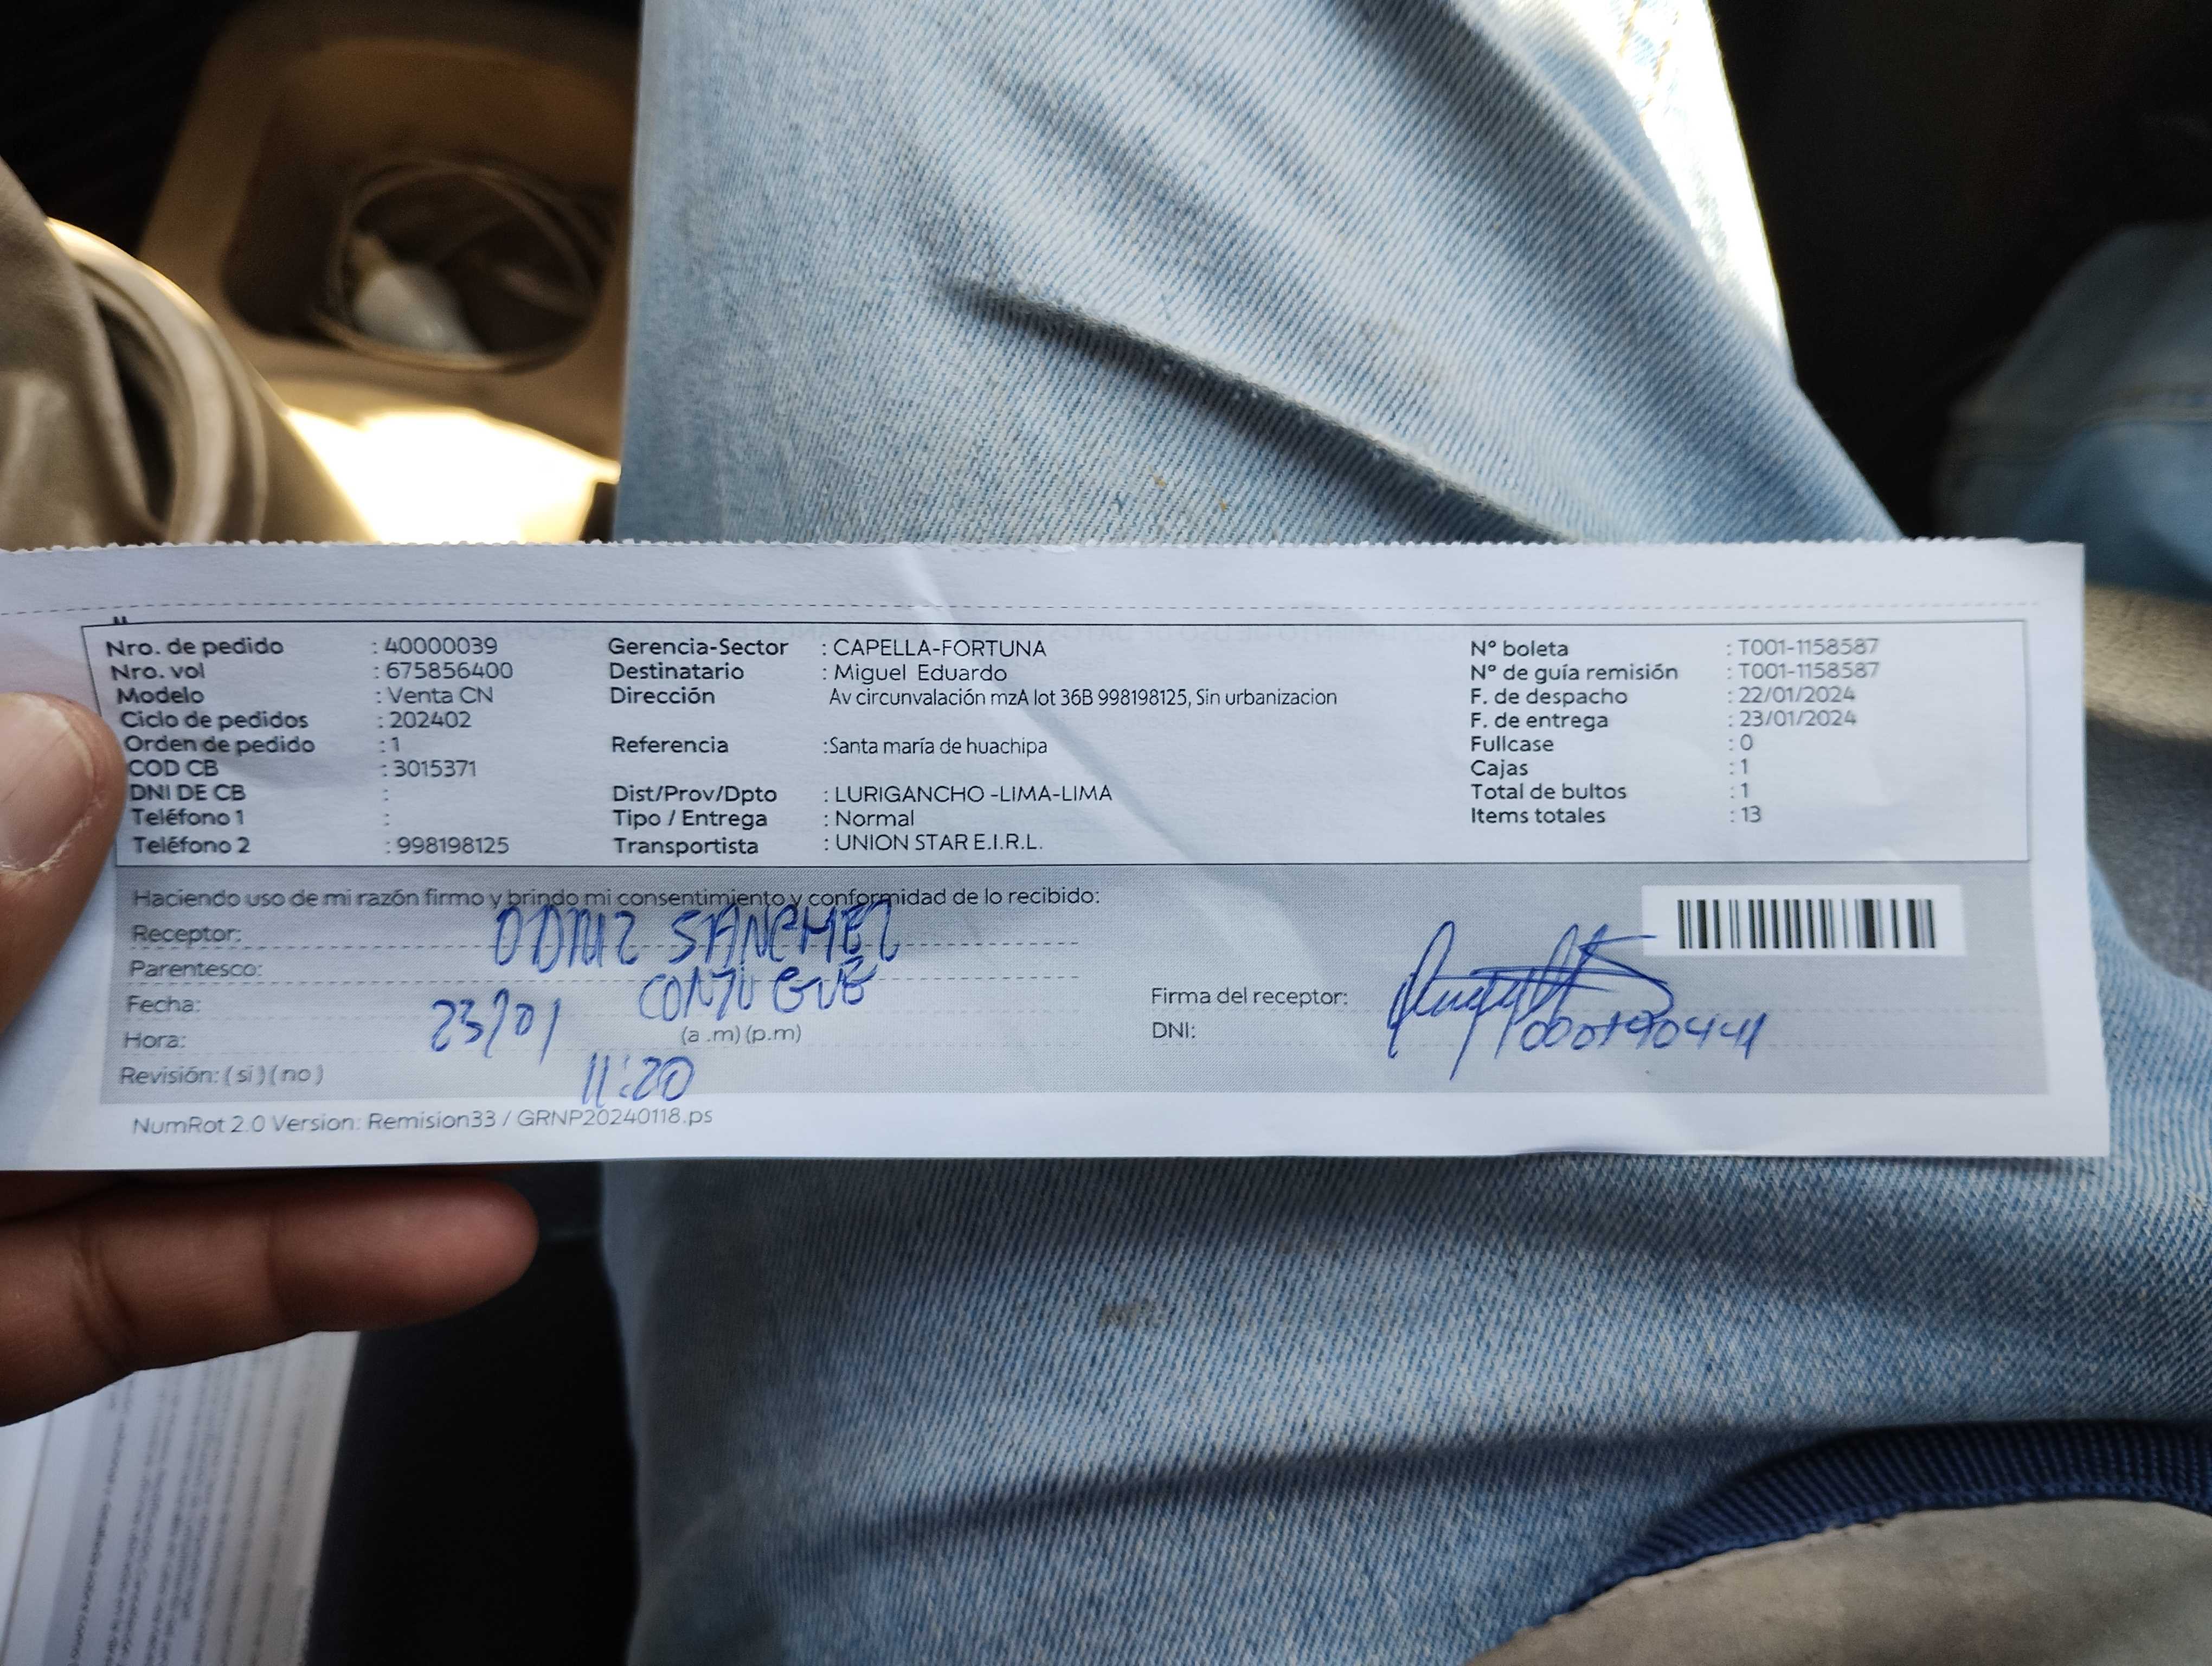 Nro. de pedido : 40000039 Gerencia-Sector : CAPELLA-FORTUNA Nº boleta : T001-1158587
Nro. vol : 675856400 Destinatario : Miguel Eduardo Nº de guía remisión : T001-1158587
Modelo : Venta CN Dirección Av circunvalación mzA lot 36B 998198125, Sin urbanizacion F. de despacho : 22/01/2024
Ciclo de pedidos : 202402 F. de entrega : 23/01/2024
Orden de pedido : 1 Referencia :Santa maría de huachipa Fullcase : 0
COD CB : 3015371 Cajas : 1
DNI DE CB : Dist/Prov/Dpto : LURIGANCHO -LIMA-LIMA Total de bultos : 1
Teléfono 1 : Tipo / Entrega : Normal Items totales : 13
Teléfono 2 : 998198125 Transportista : UNION STAR E.I.R.L.
Haciendo uso de mi razón firmo y brindo mi consentimiento y conformidad de lo recibido:
Receptor: SANCHEZ
Parentesco: CONJUGUE
Fecha: 23/01 Firma del receptor:
Hora: 11:20 (a .m) (p.m) DNI:
Revisión: ( si ) ( no )
NumRot 2.0 Version: Remision33 / GRNP20240118.ps